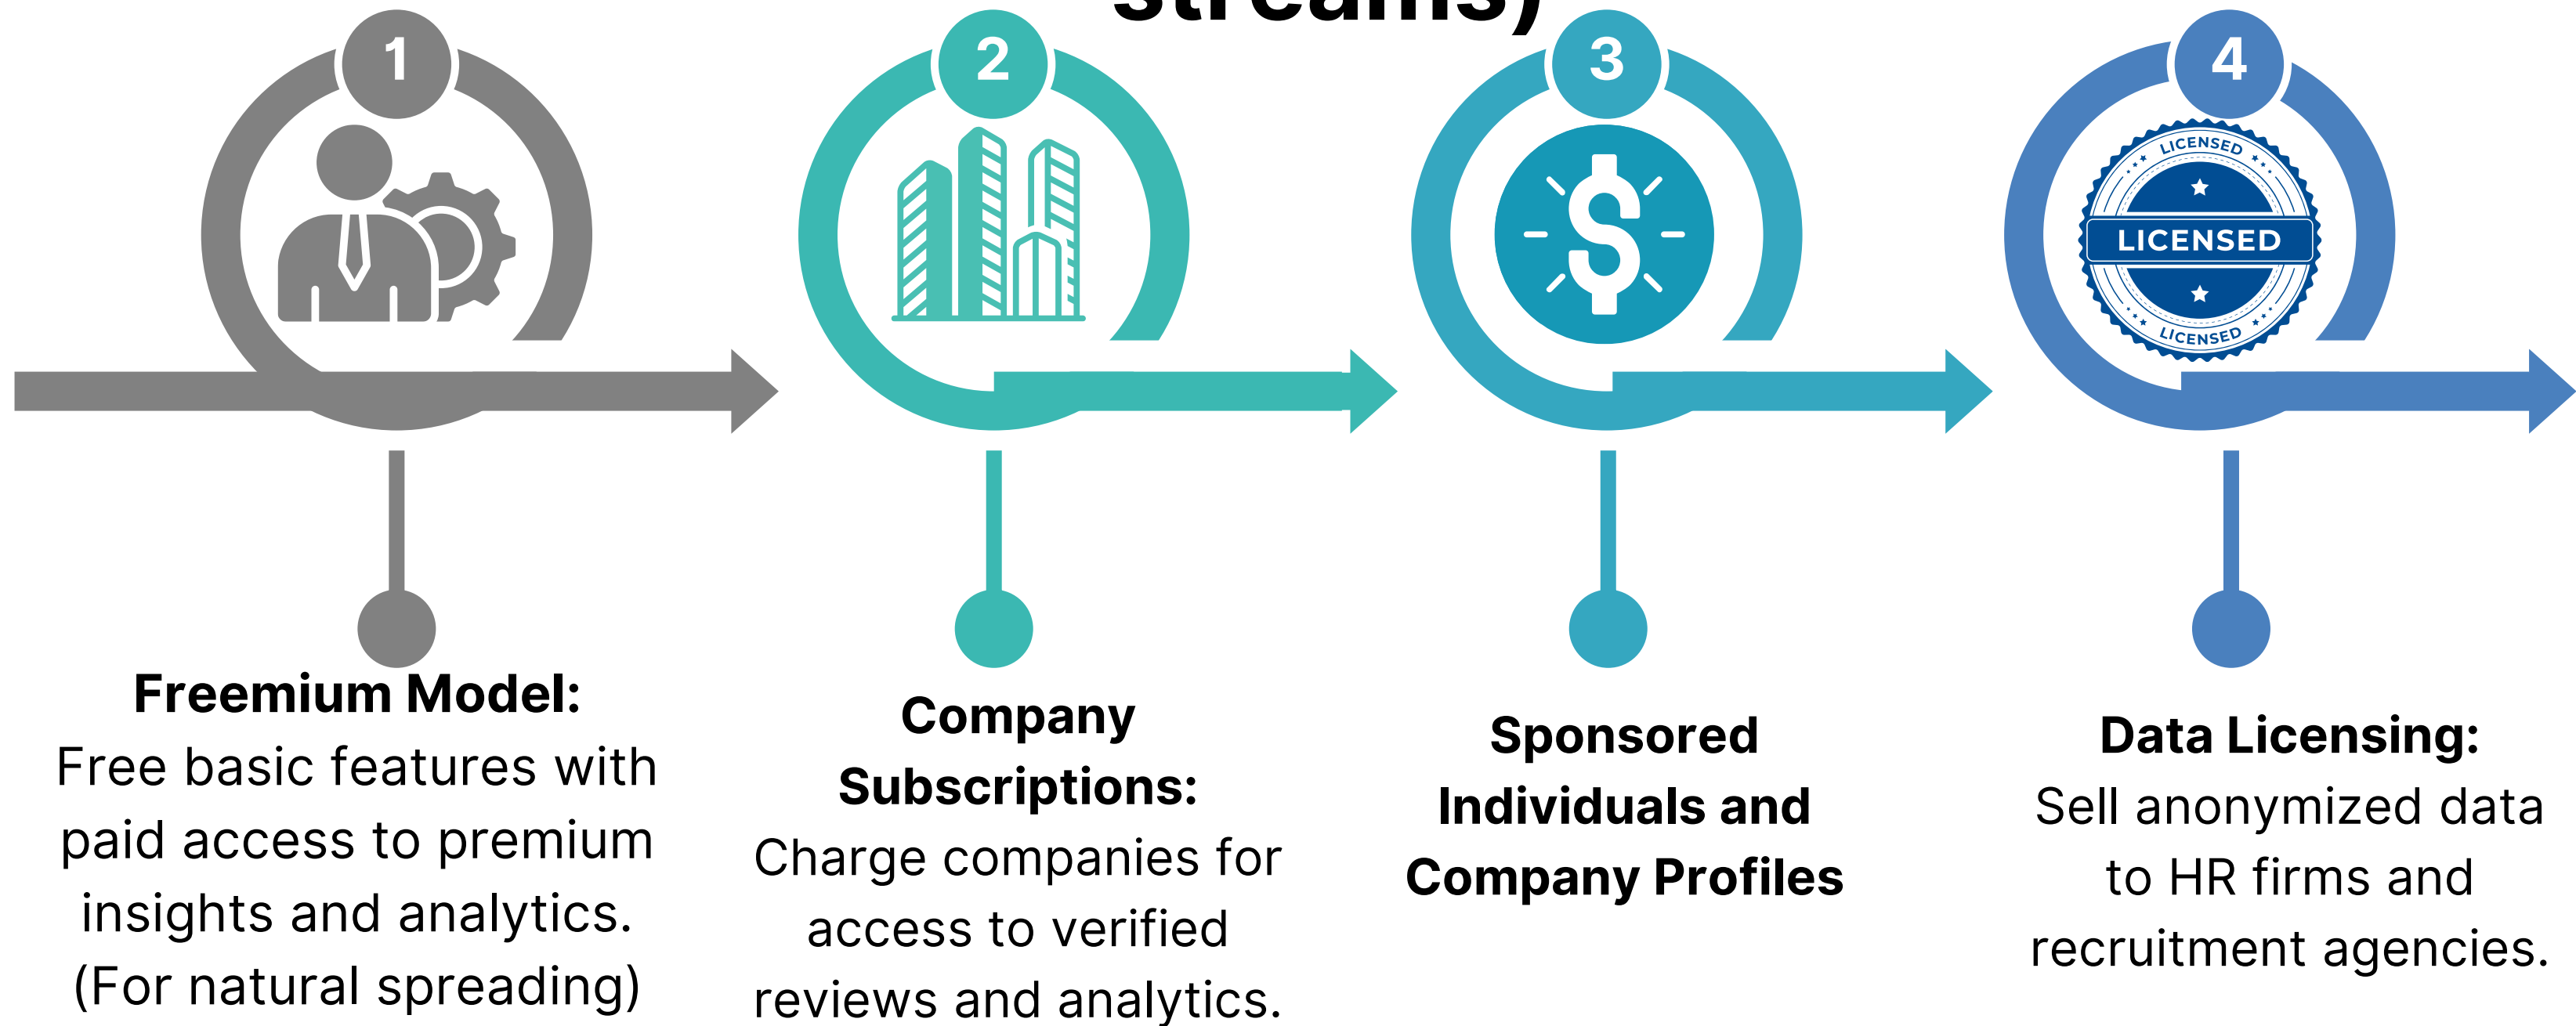 streams)
1
2
3
4
LICENSED
LICENSED
LICENSED
Freemium Model:
Free basic features with
paid access to premium
insights and analytics.
(For natural spreading)
Company
Subscriptions:
Charge companies for
access to verified
reviews and analytics.
Sponsored
Individuals and
Company Profiles
Data Licensing:
Sell anonymized data
to HR firms and
recruitment agencies.